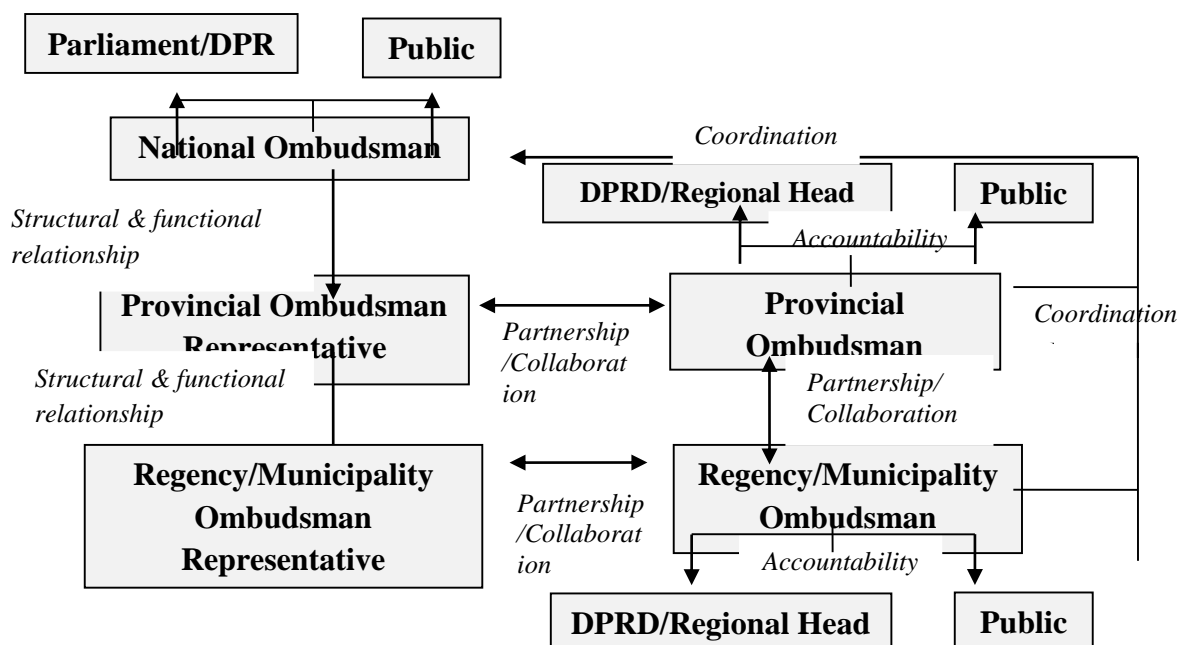 Parliament/DPR
Public
National Ombudsman
Coordination
DPRD/Regional Head
Public
Structural & functional
relationship
Accountability
Provincial Ombudsman
Representative
Partnership
/Collaborat
ion
Provincial
Ombudsman
Coordination
Structural & functional
relationship
Partnership/
Collaboration
Regency/Municipality
Ombudsman
Representative
Partnership
/Collaborat
ion
Regency/Municipality
Ombudsman
Accountability
DPRD/Regional Head
Public